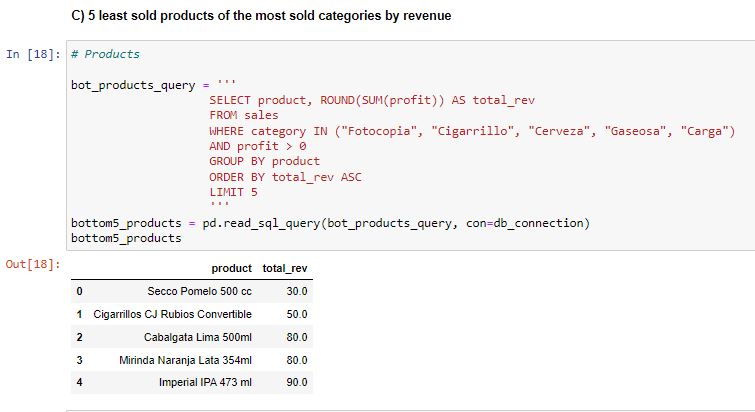 C) 5 least sold products of the most sold categories by revenue
In [18]: # Products
bot_products_query = '''
SELECT product, ROUND(SUM(profit)) AS total_rev
FROM sales
WHERE category IN ("Fotocopia", "Cigarrillo", "Cerveza", "Gaseosa", "Carga")
AND profit > 0
GROUP BY product
ORDER BY total_rev ASC
LIMIT 5
'''
bottom5_products = pd.read_sql_query(bot_products_query, con=db_connection)
bottom5_products
Out[18]:
product total_rev
0 Secco Pomelo 500 cc 30.0
1 Cigarrillos CJ Rubios Convertible 50.0
2 Cabalgata Lima 500ml 80.0
3 Mirinda Naranja Lata 354ml 80.0
4 Imperial IPA 473 ml 90.0